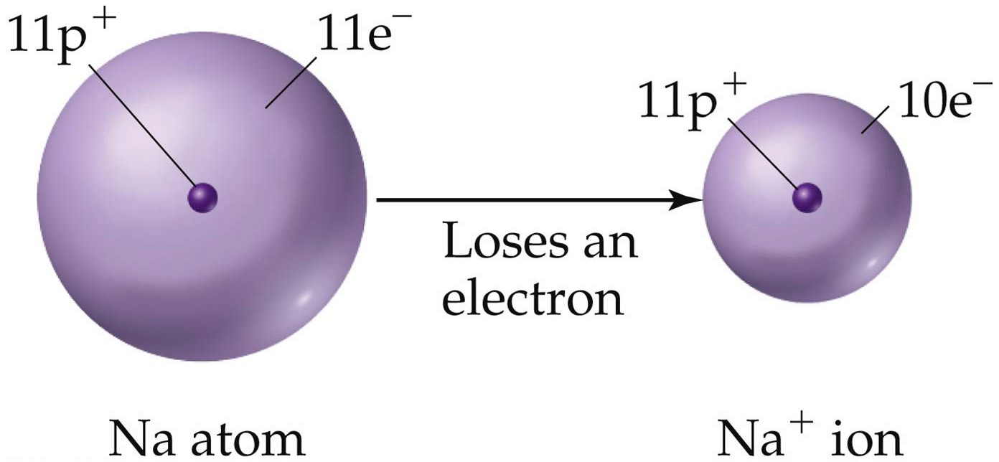 11p⁺
11e⁻
11p⁺
10e⁻
Loses an
electron
Na atom
Na⁺ ion